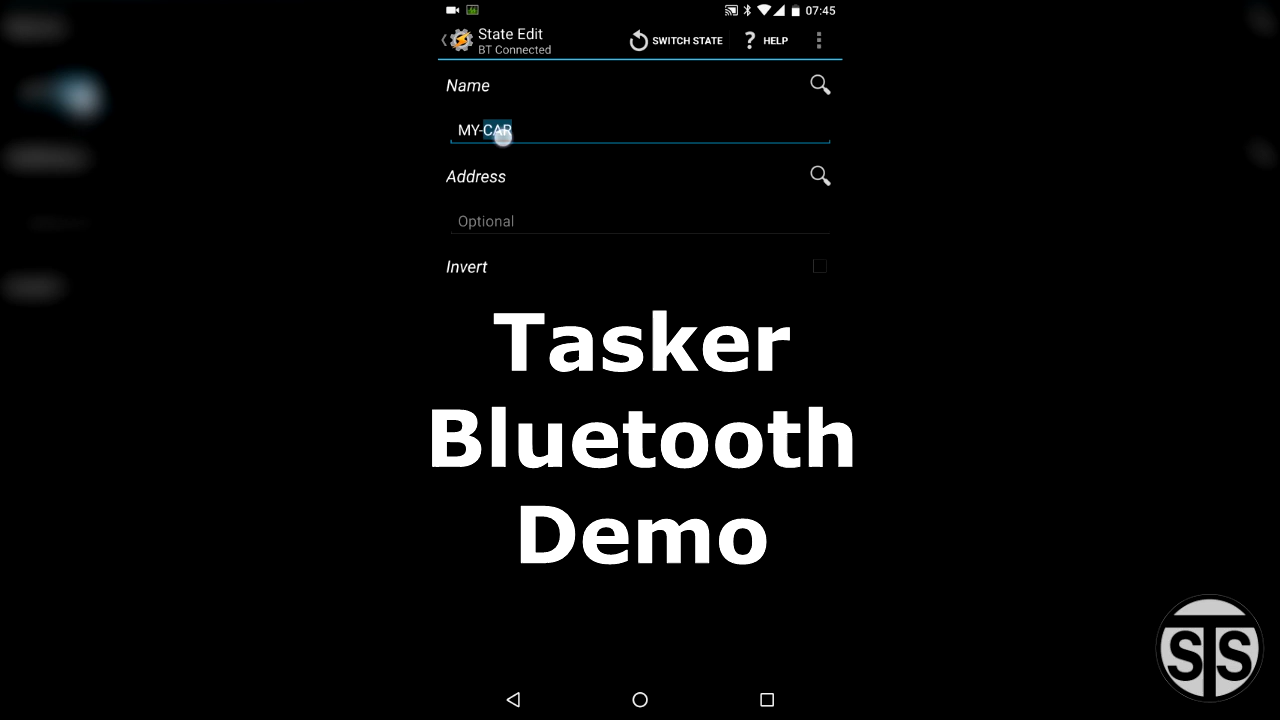 07:45
State Edit
BT Connected
SWITCH STATE
? HELP
Name
MY-CAR
Address
Optional
Invert
Tasker
Bluetooth
Demo
STS